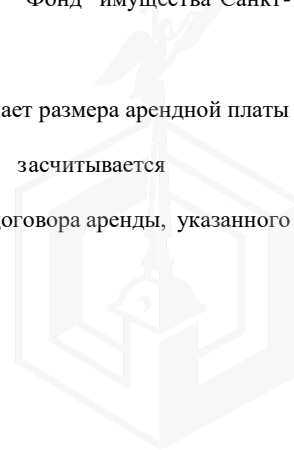 Фонд имущества Санкт-
ает размера арендной платы
засчитывается
договора аренды, указанного